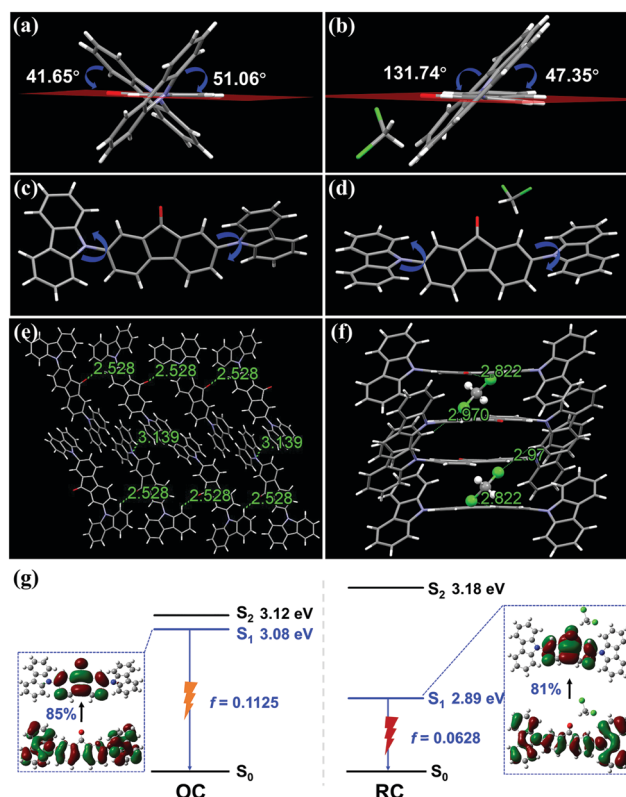 (a)
41.65°
51.06°
(b)
131.74°
47.35°
(c)
(d)
(e)
2.528
2.528
2.528
3.139
3.139
2.528
2.528
2.528
(f)
2.822
2.970
2.97
2.822
(g)
S2 3.12 eV
S1 3.08 eV
85%
f = 0.1125
S0
OC
S2 3.18 eV
S1 2.89 eV
81%
f = 0.0628
S0
RC